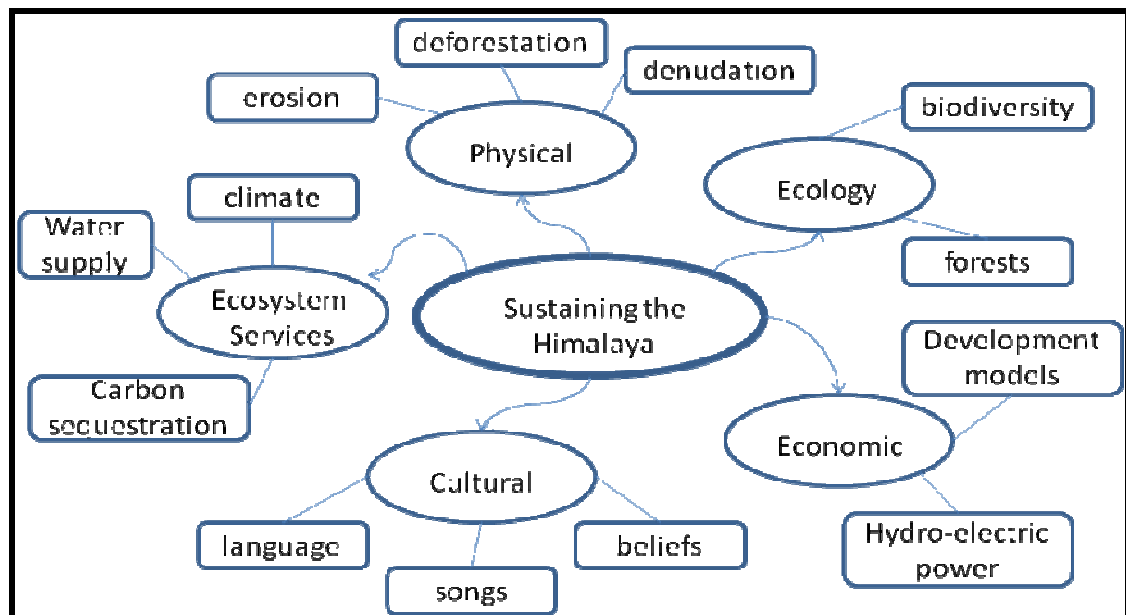 deforestation
denudation
erosion
biodiversity
Physical
Ecology
climate
Water
supply
forests
Ecosystem
Services
Sustaining the
Himalaya
Development
models
Carbon
sequestration
Economic
Cultural
language
beliefs
songs
Hydro-electric
power